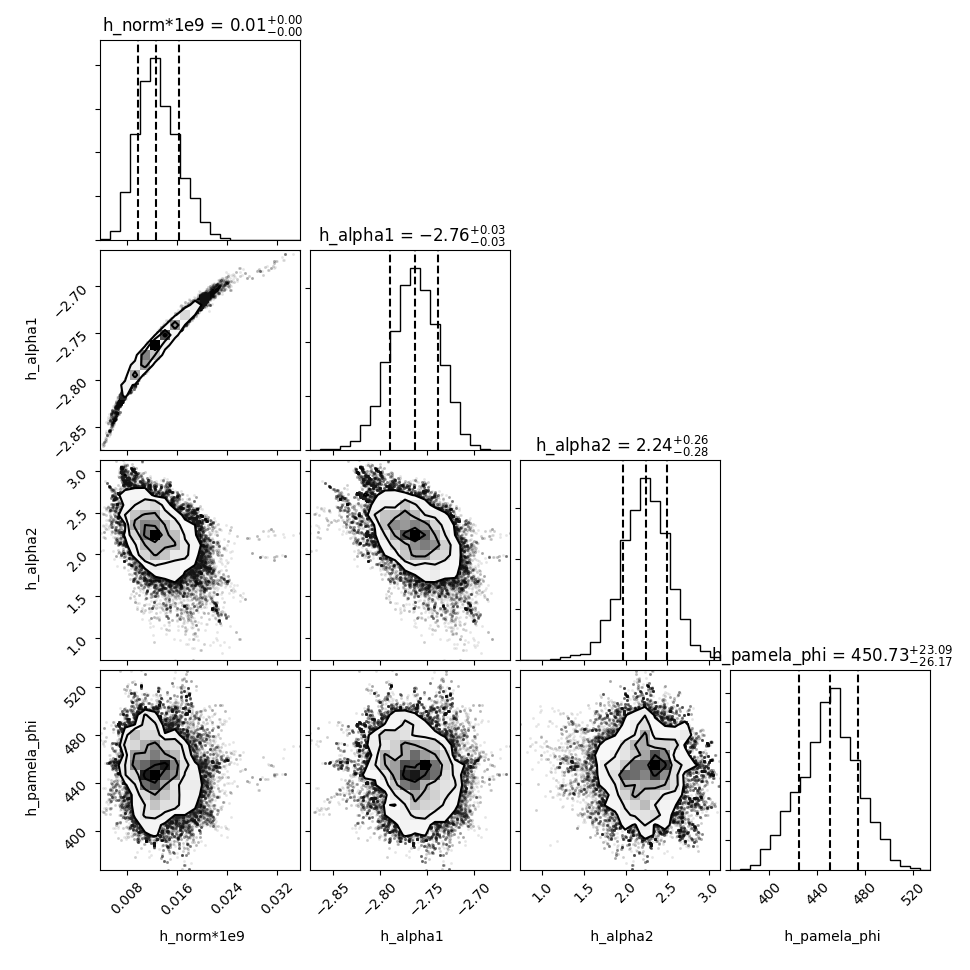 h_norm*1e9 = 0.01+0.00 −0.00
h_alpha1 = −2.76+0.03 −0.03
−2.70
−2.75
−2.80
−2.85
h_alpha1
h_alpha2 = 2.24+0.26 −0.28
3.0
2.5
2.0
1.5
1.0
h_alpha2
h_pamela_phi = 450.73+23.09 −26.17
520
480
440
400
h_pamela_phi
0.008 0.016 0.024 0.032
−2.85 −2.80 −2.75 −2.70
1.0 1.5 2.0 2.5 3.0
400 440 480 520
h_norm*1e9 h_alpha1 h_alpha2 h_pamela_phi